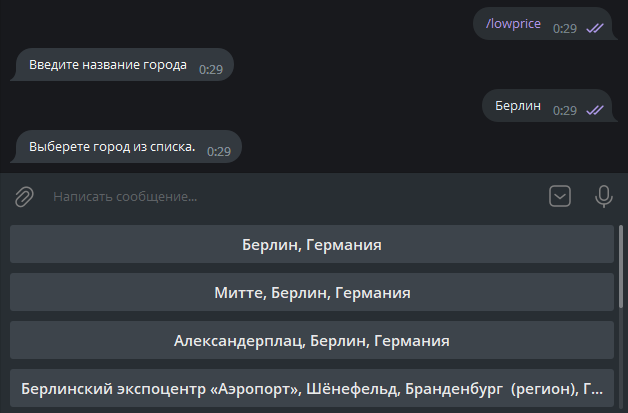 /lowprice 0:29
Введите название города 0:29
Берлин 0:29
Выберете город из списка. 0:29
Написать сообщение...
Берлин, Германия
Митте, Берлин, Германия
Александерплац, Берлин, Германия
Берлинский экспоцентр «Аэропорт», Шёнефельд, Бранденбург (регион), Г...